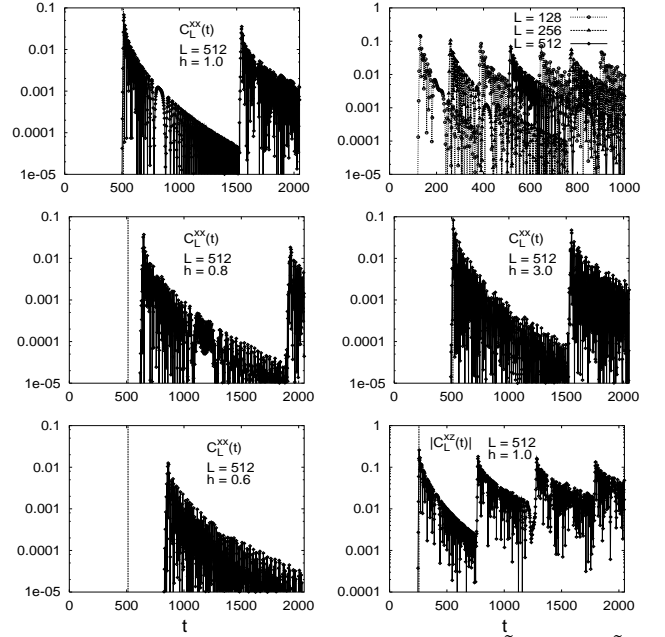 0.1
0.01
0.001
0.0001
1e-05
C_L^xx(t)
L = 512
h = 1.0
0 500 1000 1500 2000
1
0.1
0.01
0.001
0.0001
1e-05
L = 128
L = 256
L = 512
0 200 400 600 800 1000
0.1
0.01
0.001
0.0001
1e-05
C_L^xx(t)
L = 512
h = 0.8
0 500 1000 1500 2000
0.1
0.01
0.001
0.0001
1e-05
C_L^xx(t)
L = 512
h = 3.0
0 500 1000 1500 2000
0.1
0.01
0.001
0.0001
1e-05
C_L^xx(t)
L = 512
h = 0.6
0 500 1000 1500 2000
t
1
0.1
0.01
0.001
0.0001
|C_L^xz(t)| L = 512
h = 1.0
0 500 1000 1500 2000
t